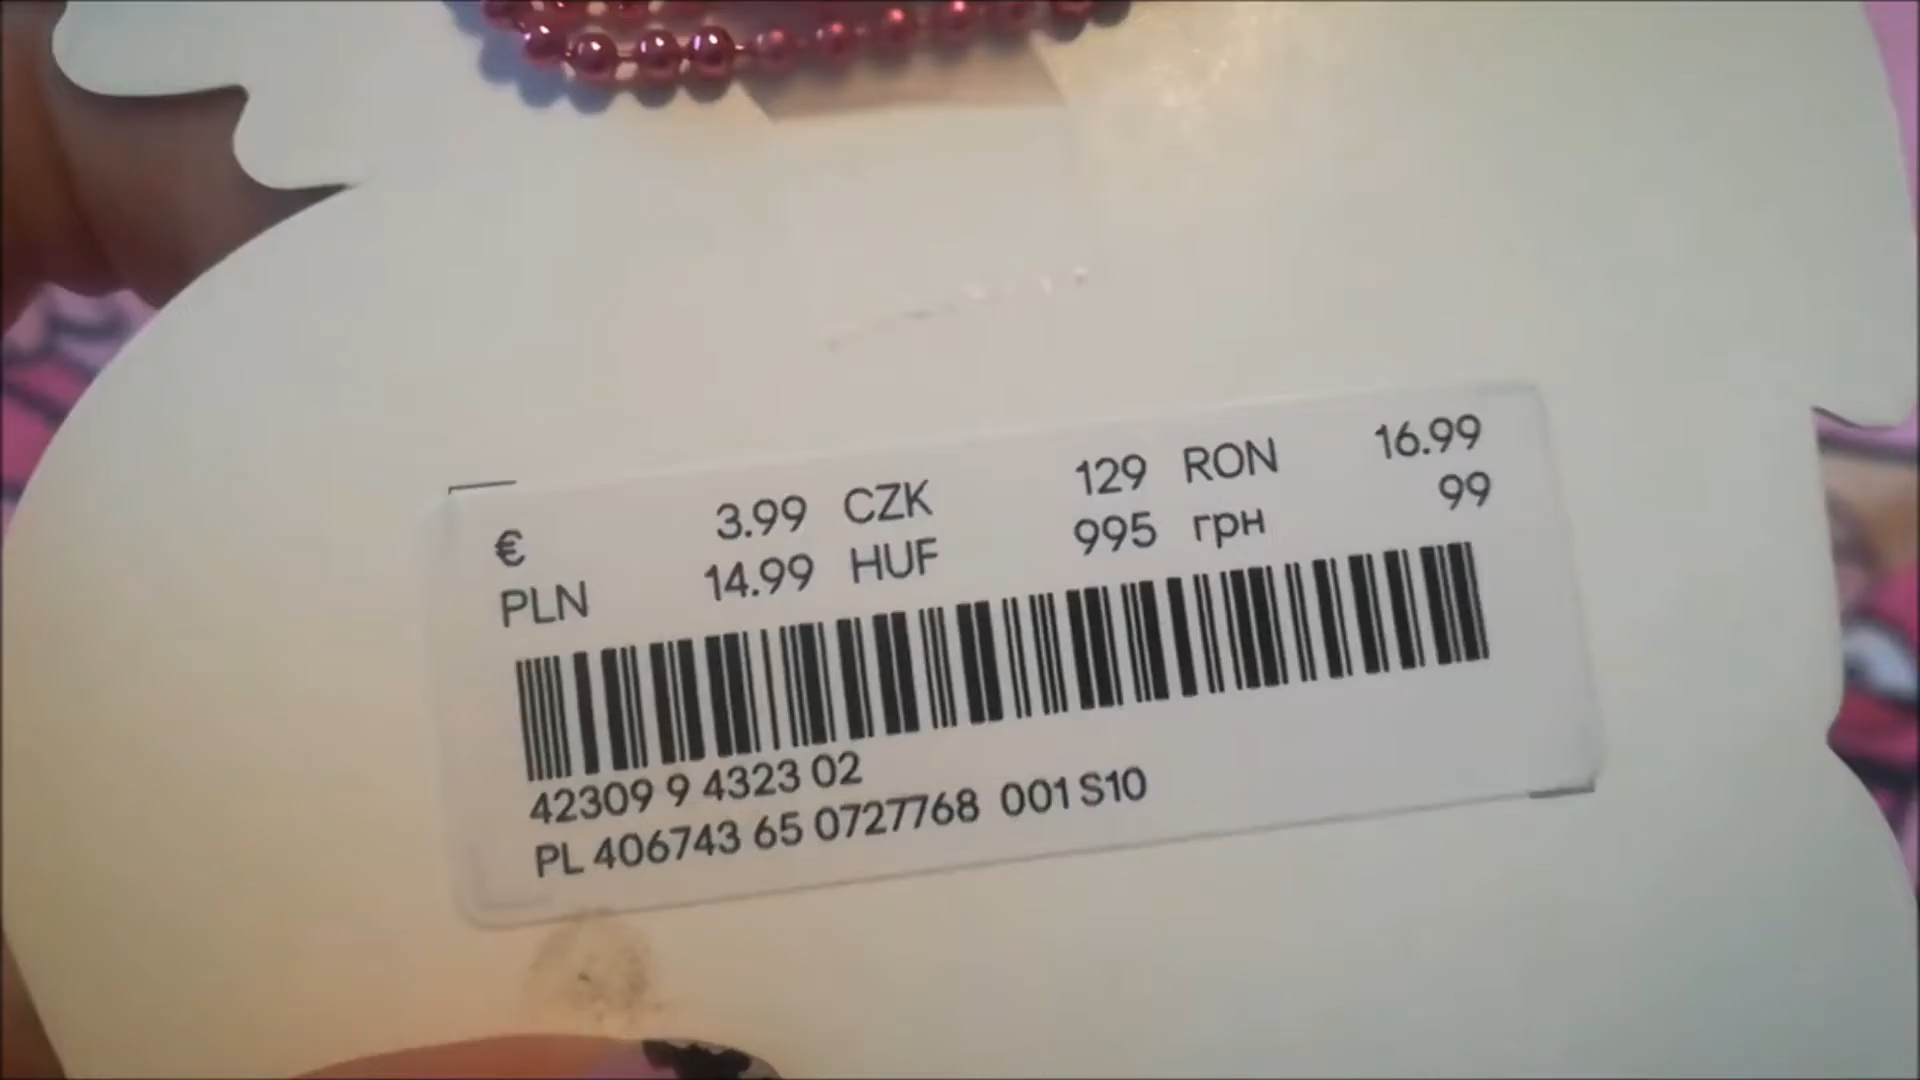 € 3.99 CZK 129 RON 16.99
PLN 14.99 HUF 995 грн 99
42309 9 4323 02
PL 406743 65 0727768 001 S10